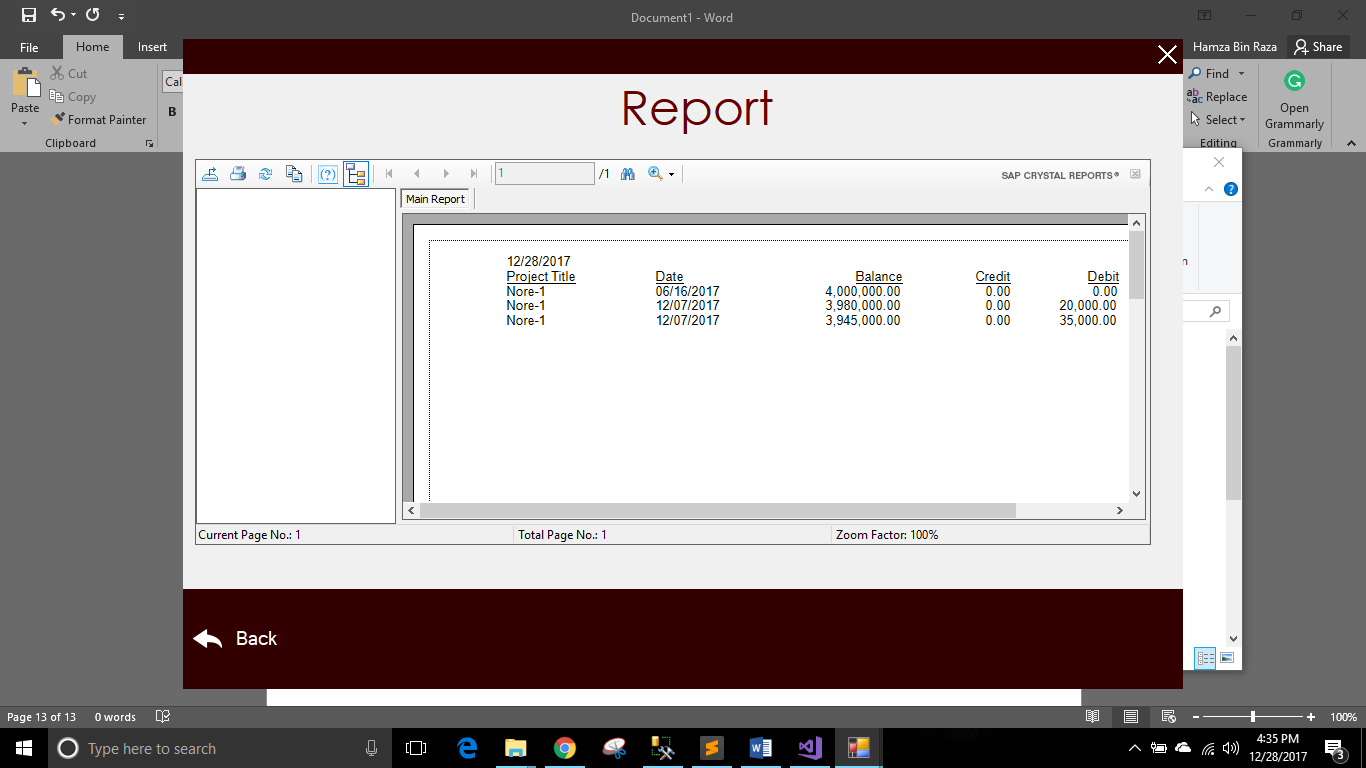 Document1 - Word
File Home Insert Hamza Bin Raza Share
Cut
Copy
Paste
Format Painter
Clipboard
Cal
B
Find
Replace
Select
Editing
Open
Grammarly
Grammarly
Report
1 /1 SAP CRYSTAL REPORTS®
Main Report
12/28/2017
Project Title Date Balance Credit Debit
Nore-1 06/16/2017 4,000,000.00 0.00 0.00
Nore-1 12/07/2017 3,980,000.00 0.00 20,000.00
Nore-1 12/07/2017 3,945,000.00 0.00 35,000.00
Current Page No.: 1 Total Page No.: 1 Zoom Factor: 100%
Back
Page 13 of 13 0 words 100%
Type here to search
4:35 PM
12/28/2017
3